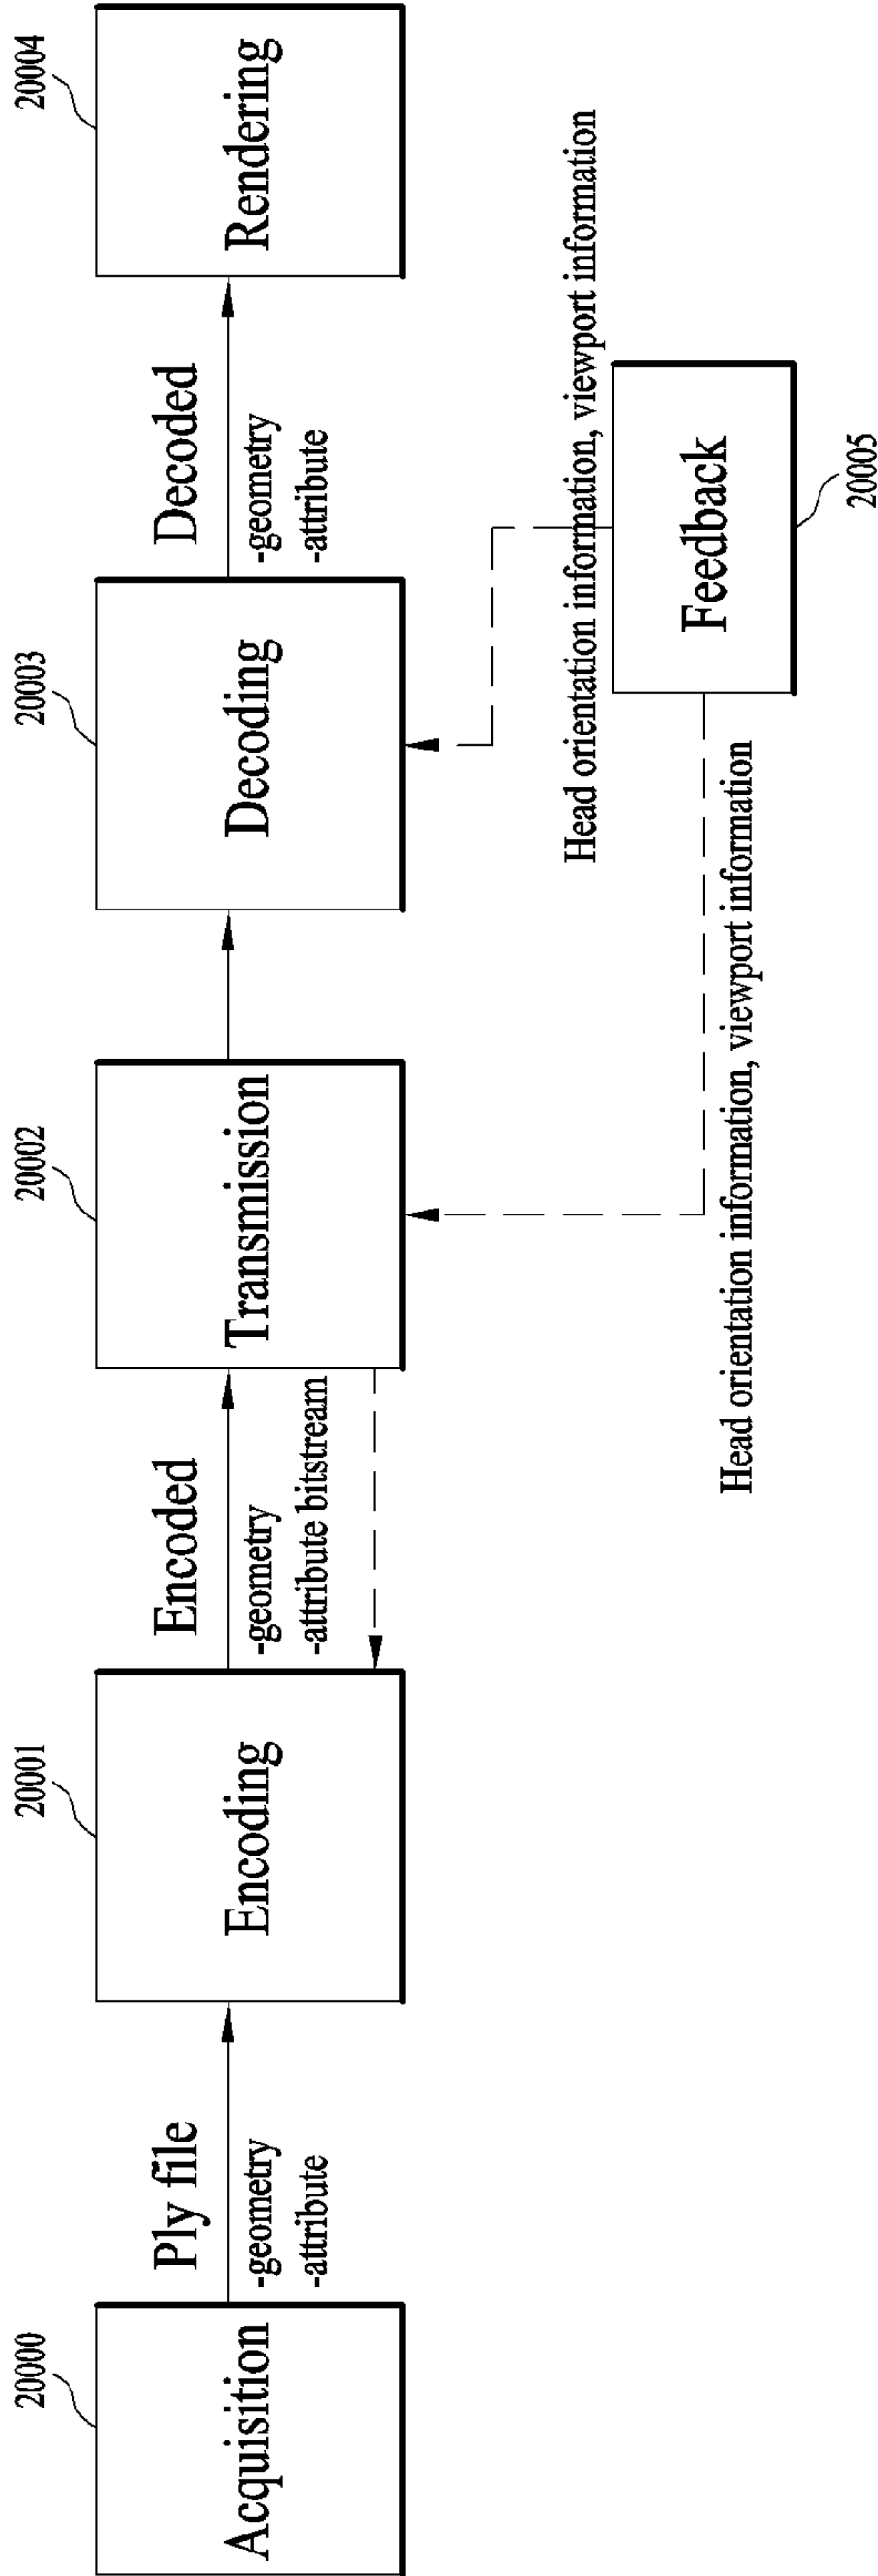 20000
Acquisition
Ply file
-geometry
-attribute
20001
Encoding
Encoded
-geometry
-attribute bitstream
20002
Transmission
20003
Decoding
Decoded
-geometry
-attribute
20004
Rendering
Head orientation information, viewport information
Feedback
20005
Head orientation information, viewport information